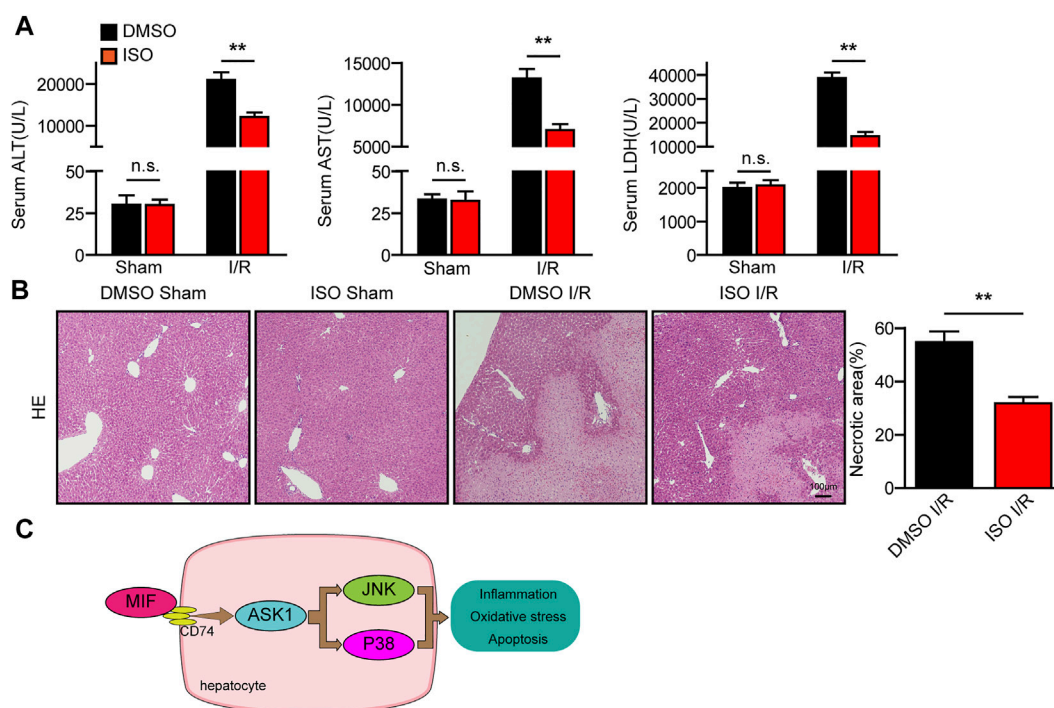 A
DMSO
ISO
Serum ALT(U/L)
20000
10000
50
25
0
**
n.s.
Sham
I/R
Serum AST(U/L)
15000
10000
5000
50
25
0
**
n.s.
Sham
I/R
Serum LDH(U/L)
40000
30000
20000
10000
2000
1000
0
**
n.s.
Sham
I/R
B
DMSO Sham
ISO Sham
DMSO I/R
ISO I/R
HE
100μm
Necrotic area(%)
60
40
20
0
**
DMSO I/R
ISO I/R
C
MIF
CD74
ASK1
JNK
P38
hepatocyte
Inflammation
Oxidative stress
Apoptosis